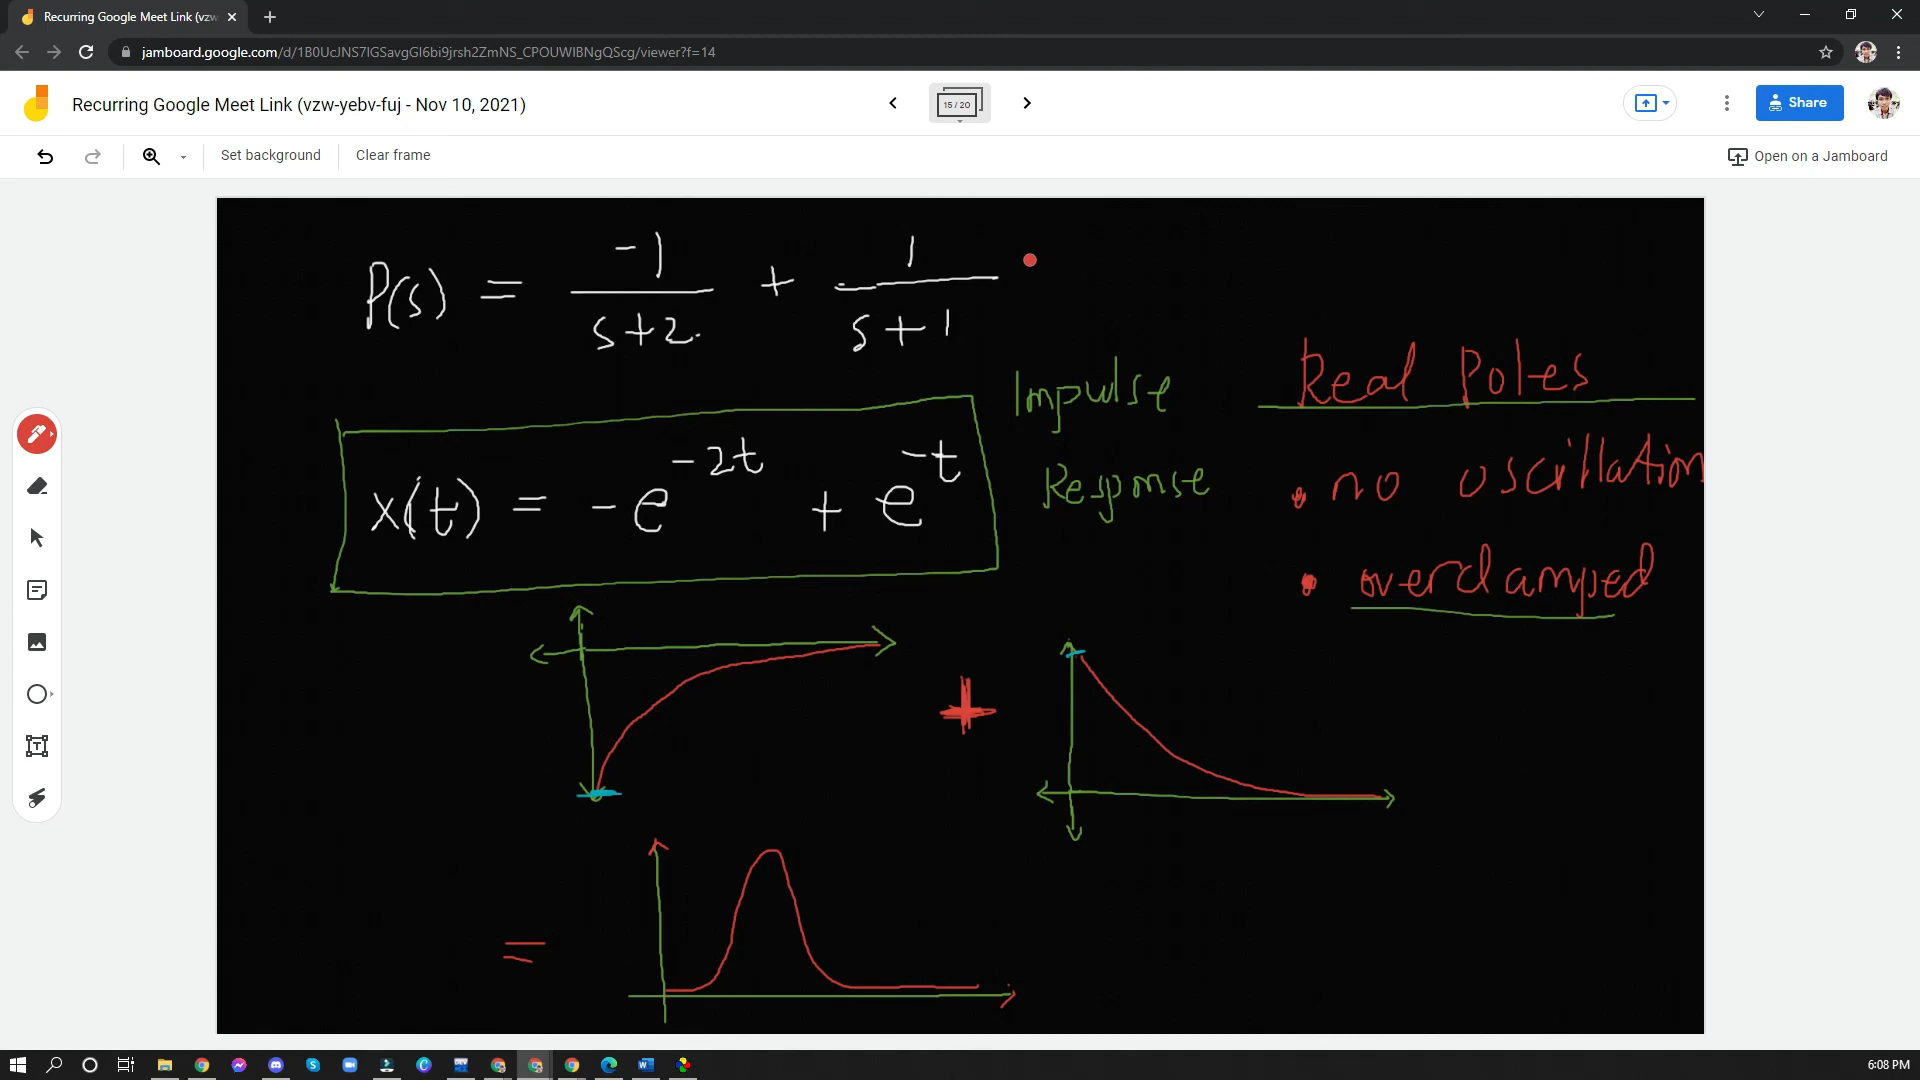 Recurring Google Meet Link (vzw
jamboard.google.com/d/1B0UcJNS7lGSavgGl6bi9jrsh2ZmNS_CPOUWlBNgQScg/viewer?f=14
Recurring Google Meet Link (vzw-yebv-fuj - Nov 10, 2021)
15 / 20
Share
Set background
Clear frame
Open on a Jamboard
P(s) = -1/(s+2) + 1/(s+1)
Impulse
Response
Real Poles
• no oscillation
• overdamped
x(t) = -e^{-2t} + e^{-t}
+
=
6:08 PM